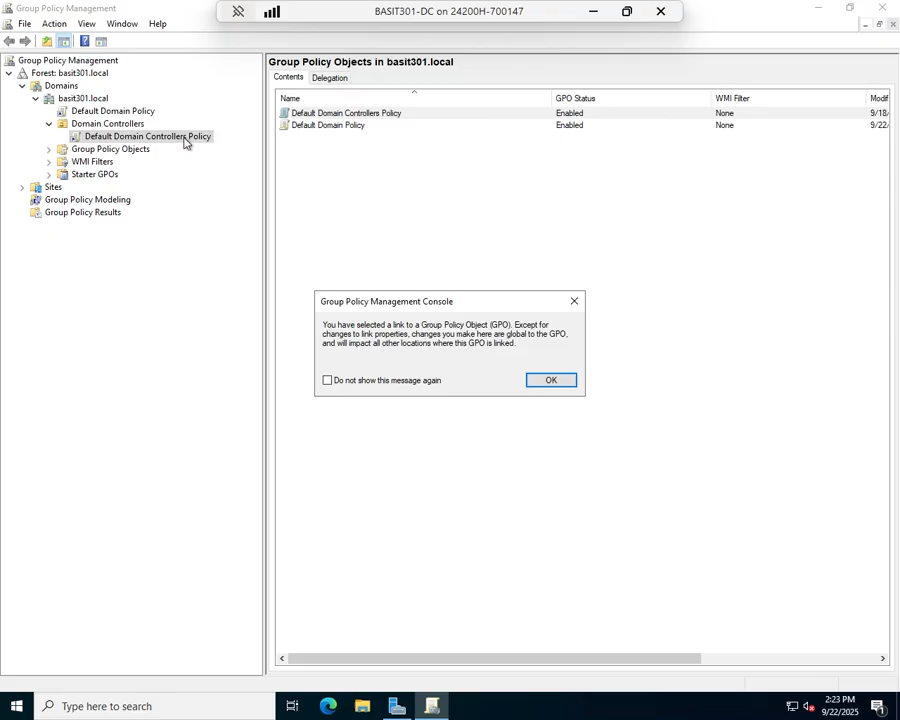 Group Policy Management
BASIT301-DC on 24200H-700147
File Action View Window Help
Group Policy Management
Forest: basit301.local
Domains
basit301.local
Default Domain Policy
Domain Controllers
Default Domain Controllers Policy
Group Policy Objects
WMI Filters
Starter GPOs
Sites
Group Policy Modeling
Group Policy Results
Group Policy Objects in basit301.local
Contents Delegation
Name GPO Status WMI Filter Modif
Default Domain Controllers Policy Enabled None 9/18/
Default Domain Policy Enabled None 9/22/
Group Policy Management Console
You have selected a link to a Group Policy Object (GPO). Except for
changes to link properties, changes you make here are global to the GPO,
and will impact all other locations where this GPO is linked.
Do not show this message again
OK
Type here to search
2:23 PM
9/22/2025
1